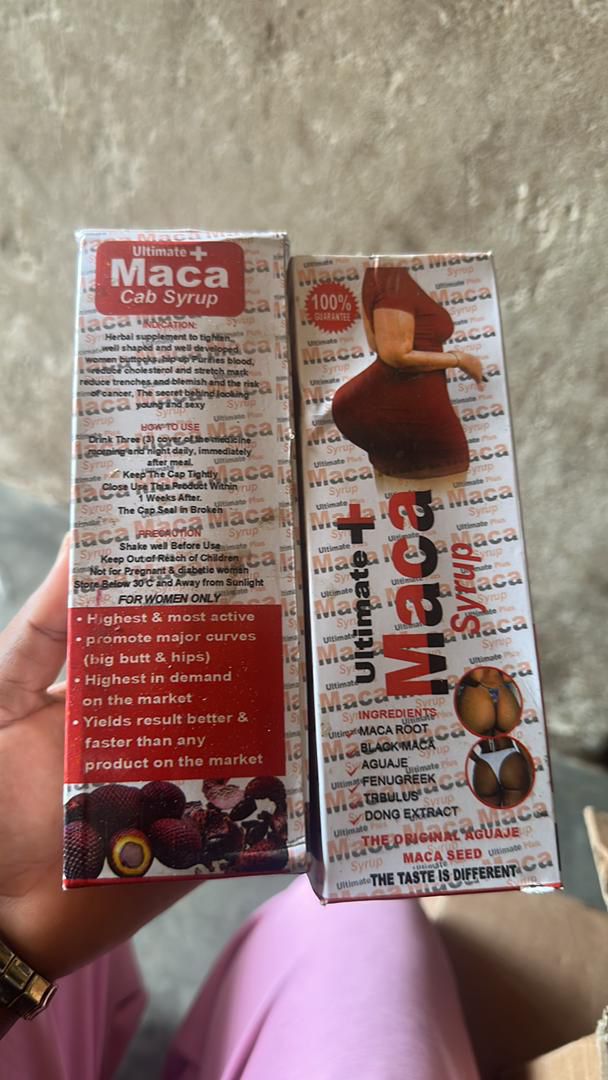 Ultimate +
Maca
Cab Syrup
INDICATION:
Herbal supplement to tighten,
well shaped and well developed
women buttocks, hip up Purifies blood,
reduce cholesterol and stretch mark
reduce trenches and blemish and the risk
of cancer, The secret behind looking
young and sexy
HOW TO USE
Drink Three (3) cover of the medicine
morning and night daily, immediately
after meal.
Keep The Cap Tightly
Close Use This Product Within
1 Weeks After.
The Cap Seal in Broken
PRECAUTION
Shake well Before Use
Keep Out of Reach of Children
Not for Pregnant & diabetic woman
Store Below 30 C and Away from Sunlight
FOR WOMEN ONLY
• Highest & most active
• promote major curves
(big butt & hips)
• Highest in demand
on the market
• Yields result better &
faster than any
product on the market
100%
GUARANTEE
Ultimate +
Maca
Syrup
INGREDIENTS
MACA ROOT
BLACK MACA
AGUAJE
FENUGREEK
TRBULUS
DONG EXTRACT
THE ORIGINAL AGUAJE
MACA SEED
THE TASTE IS DIFFERENT